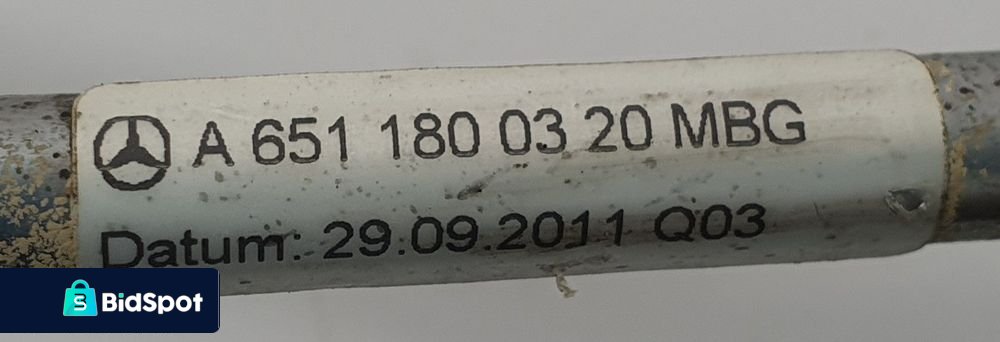 A 651 180 03 20 MBG
Datum: 29.09.2011 Q03
BidSpot